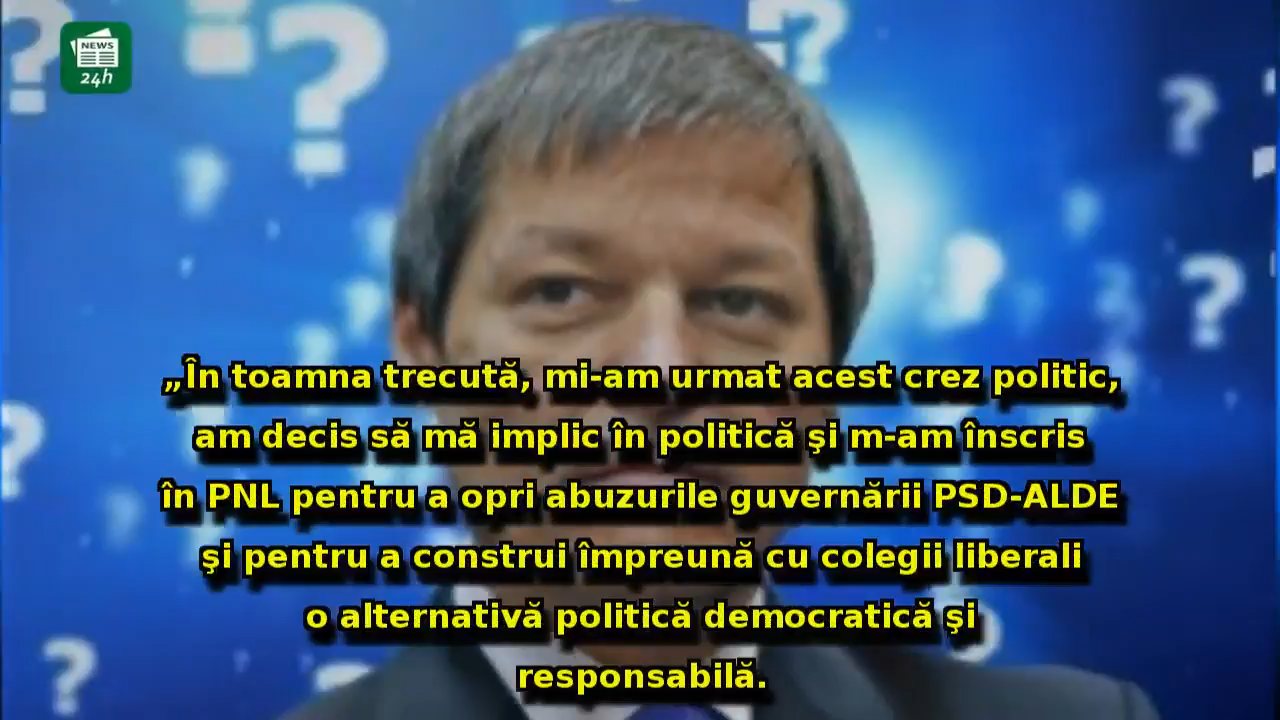 NEWS
24h
„În toamna trecută, mi-am urmat acest crez politic,
am decis să mă implic în politică şi m-am înscris
în PNL pentru a opri abuzurile guvernării PSD-ALDE
şi pentru a construi împreună cu colegii liberali
o alternativă politică democratică şi
responsabilă.